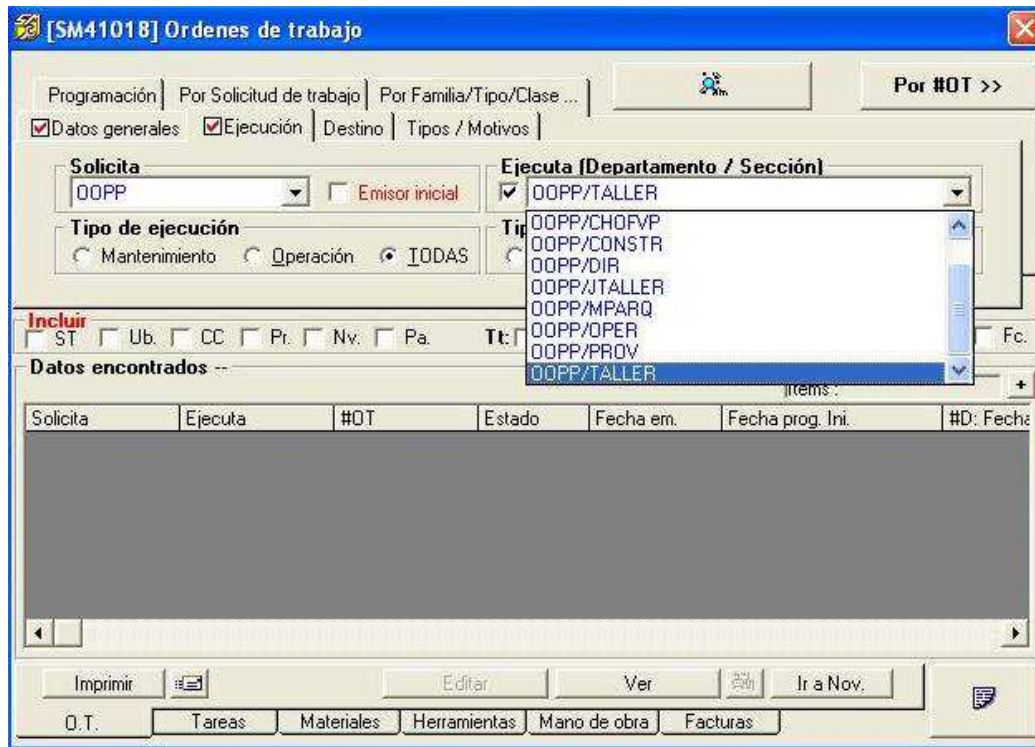 [SM41018] Ordenes de trabajo
Programación Por Solicitud de trabajo Por Familia/Tipo/Clase ... Por #OT >>
Datos generales Ejecución Destino Tipos / Motivos
Solicita Ejecuta (Departamento / Sección)
OOPP Emisor inicial OOPP/TALLER
Tipo de ejecución
Mantenimiento Operación TODAS
OOPP/CHOFVP
OOPP/CONSTR
OOPP/DIR
OOPP/JTALLER
OOPP/MPARQ
OOPP/OPER
OOPP/PROV
OOPP/TALLER
Incluir
ST Ub. CC Pr. Nv. Pa. Tt: Fc.
Datos encontrados --
Items : +
Solicita Ejecuta #OT Estado Fecha em. Fecha prog. Ini. #D: Fecha
Imprimir Editar Ver Ir a Nov.
O.T. Tareas Materiales Herramientas Mano de obra Facturas